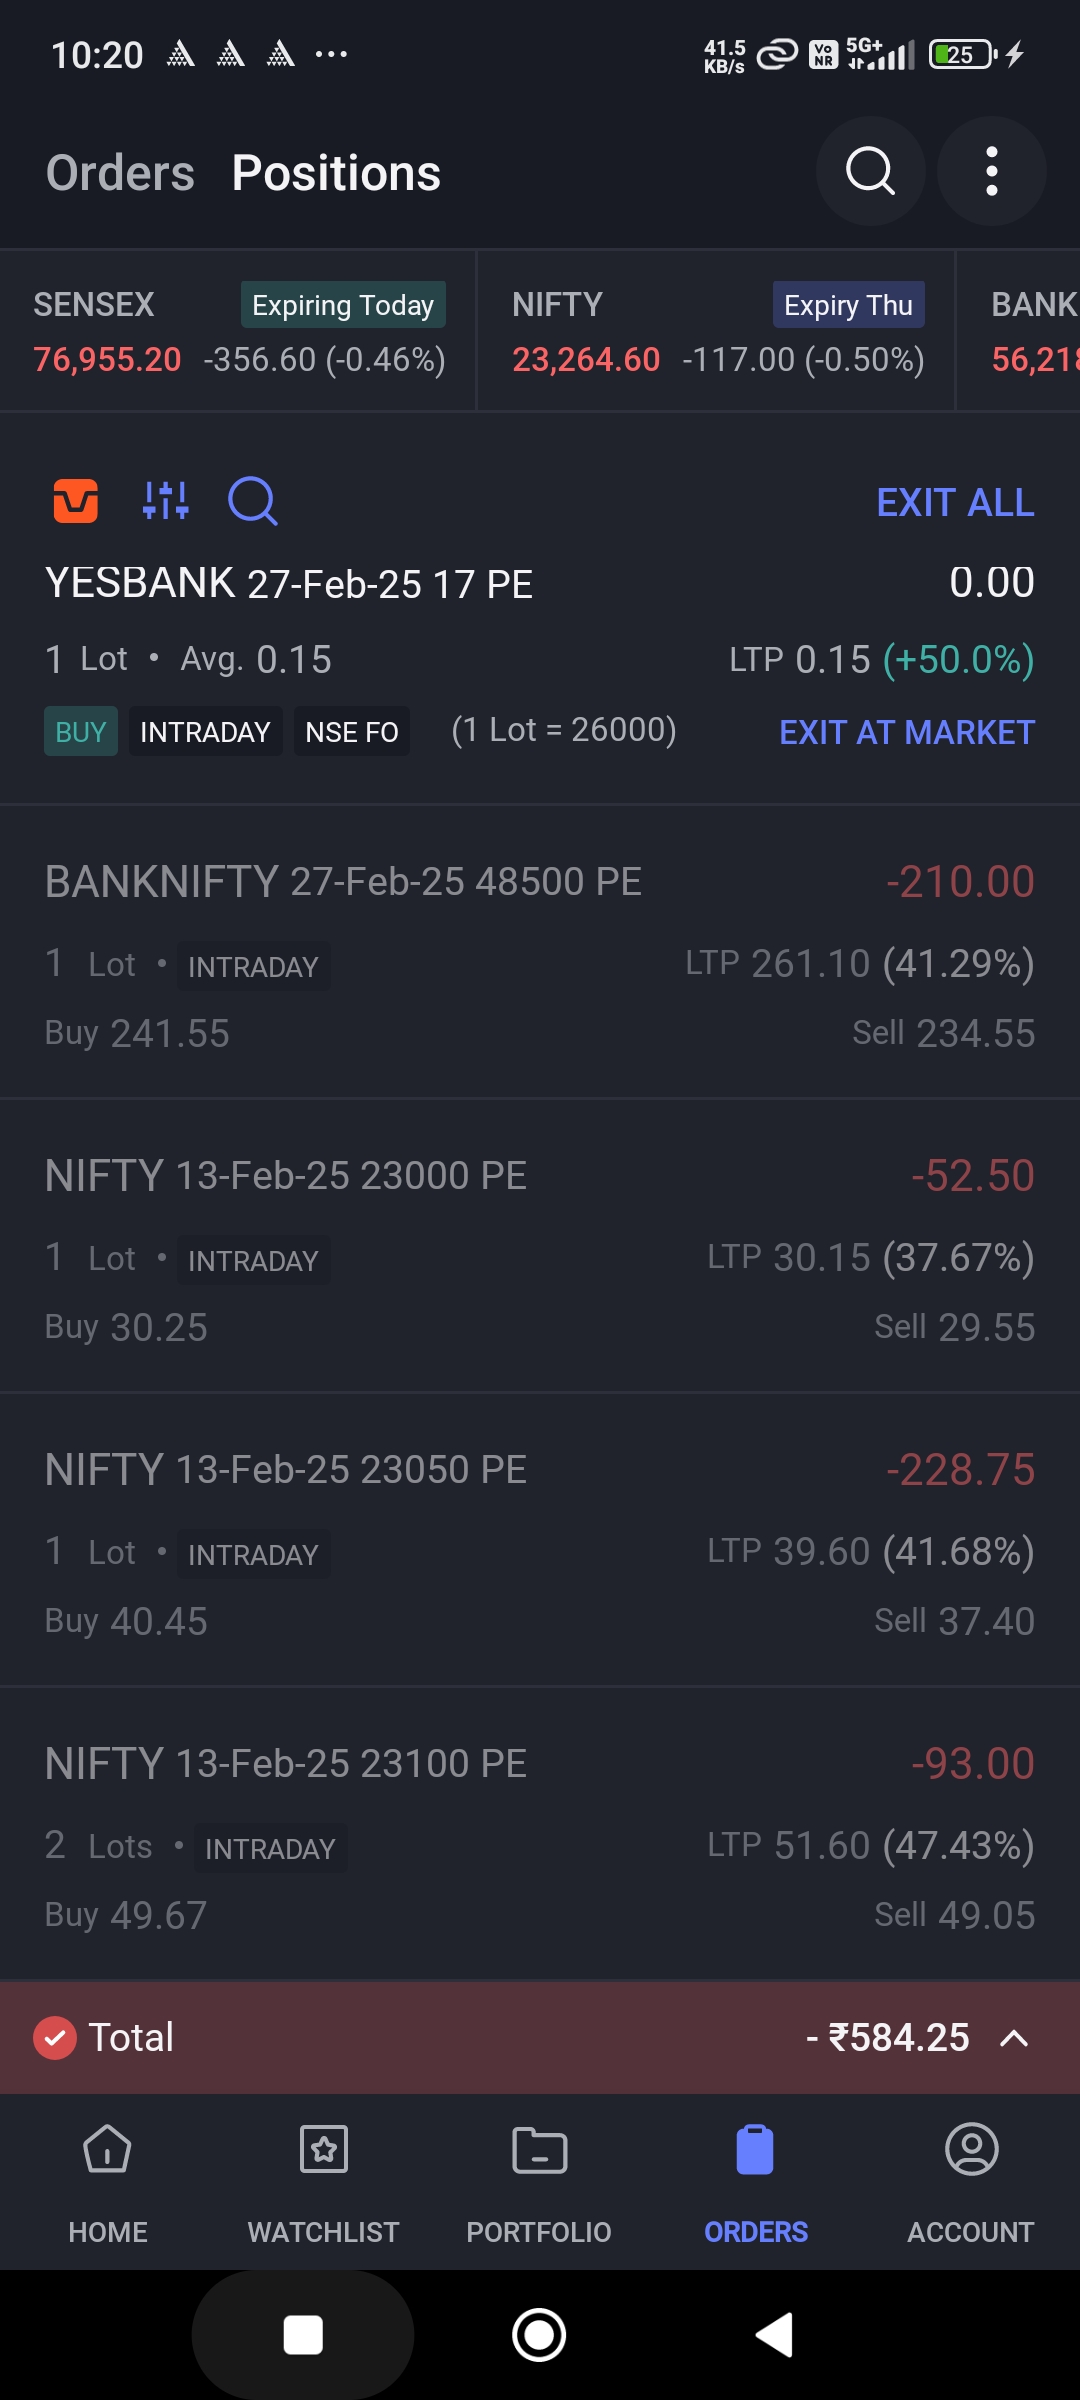 10:20 41.5 KB/s Vo NR 5G+ 25
Orders Positions
SENSEX Expiring Today NIFTY Expiry Thu BANK
76,955.20 -356.60 (-0.46%) 23,264.60 -117.00 (-0.50%) 56,218
EXIT ALL
YESBANK 27-Feb-25 17 PE 0.00
1 Lot • Avg. 0.15 LTP 0.15 (+50.0%)
BUY INTRADAY NSE FO (1 Lot = 26000) EXIT AT MARKET
BANKNIFTY 27-Feb-25 48500 PE -210.00
1 Lot • INTRADAY LTP 261.10 (41.29%)
Buy 241.55 Sell 234.55
NIFTY 13-Feb-25 23000 PE -52.50
1 Lot • INTRADAY LTP 30.15 (37.67%)
Buy 30.25 Sell 29.55
NIFTY 13-Feb-25 23050 PE -228.75
1 Lot • INTRADAY LTP 39.60 (41.68%)
Buy 40.45 Sell 37.40
NIFTY 13-Feb-25 23100 PE -93.00
2 Lots • INTRADAY LTP 51.60 (47.43%)
Buy 49.67 Sell 49.05
Total - ₹584.25
HOME WATCHLIST PORTFOLIO ORDERS ACCOUNT